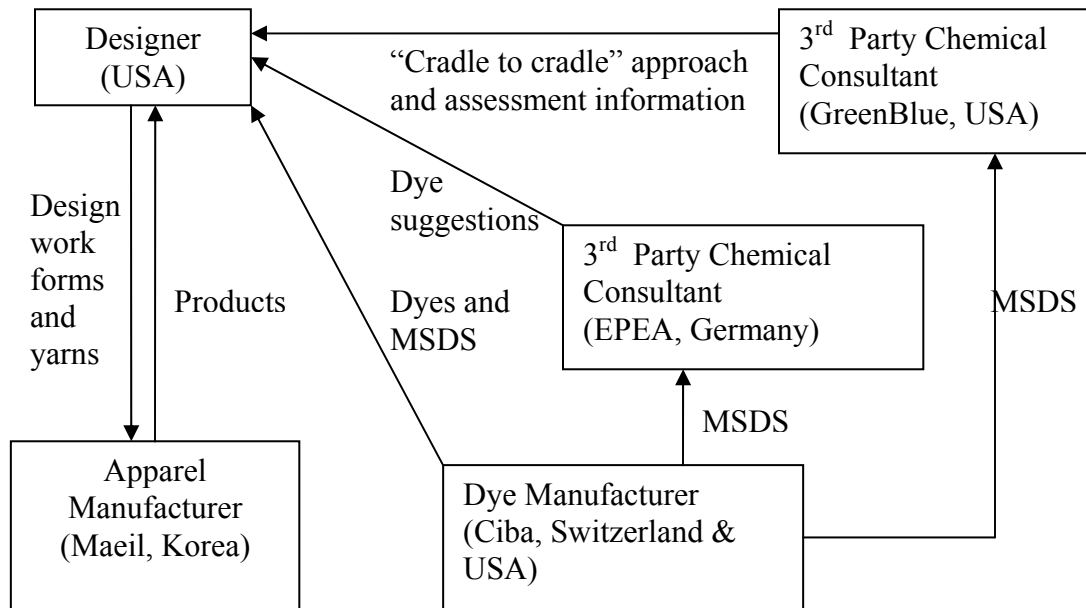 Designer
(USA)
“Cradle to cradle” approach
and assessment information
3rd Party Chemical
Consultant
(GreenBlue, USA)
Dye
suggestions
Design
work
forms
and
yarns
Products
Dyes and
MSDS
3rd Party Chemical
Consultant
(EPEA, Germany)
MSDS
MSDS
Apparel
Manufacturer
(Maeil, Korea)
Dye Manufacturer
(Ciba, Switzerland &
USA)